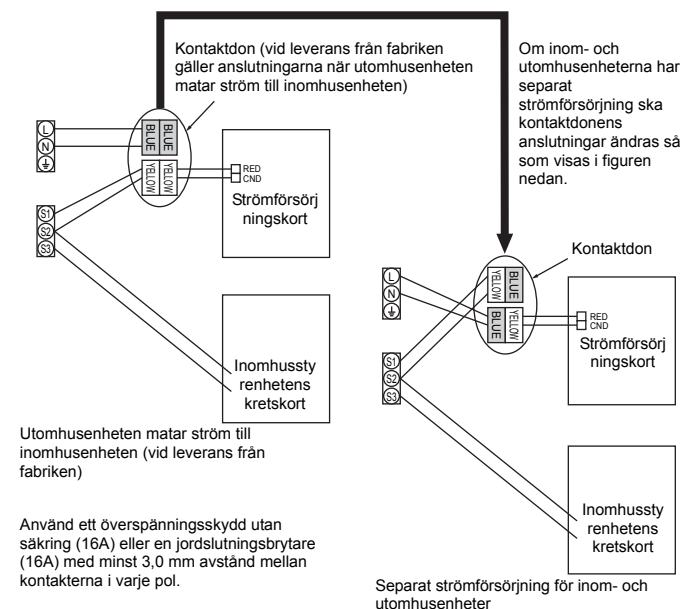 Kontaktdon (vid leverans från fabriken
gäller anslutningarna när utomhusenheten
matar ström till inomhusenheten)
Om inom- och
utomhusenheterna har
separat
strömförsörjning ska
kontaktdonens
anslutningar ändras så
som visas i figuren
nedan.
L
N
BLUE
BLUE
YELLOW
YELLOW
RED
CND
Strömförsörj
ningskort
S1
S2
S3
Inomhussty
renhetens
kretskort
Utomhusenheten matar ström till
inomhusenheten (vid leverans från
fabriken)
Använd ett överspänningsskydd utan
säkring (16A) eller en jordslutningsbrytare
(16A) med minst 3,0 mm avstånd mellan
kontakterna i varje pol.
Kontaktdon
L
N
YELLOW
BLUE
BLUE
YELLOW
RED
CND
Strömförsörj
ningskort
S1
S2
S3
Inomhussty
renhetens
kretskort
Separat strömförsörjning för inom- och
utomhusenheter